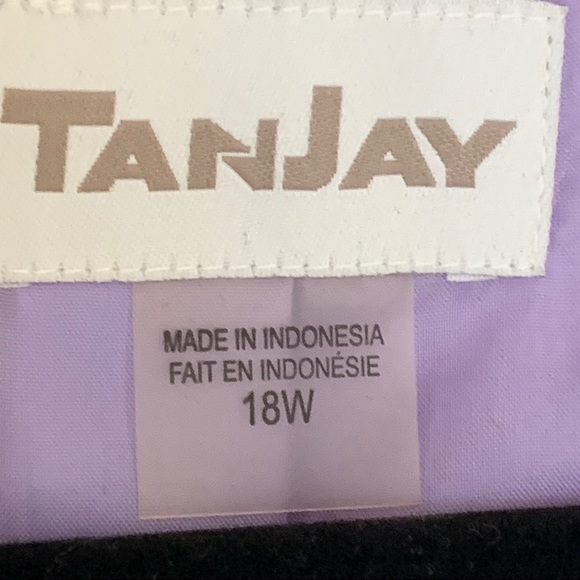 TANJAY
MADE IN INDONESIA
FAIT EN INDONÉSIE
18W